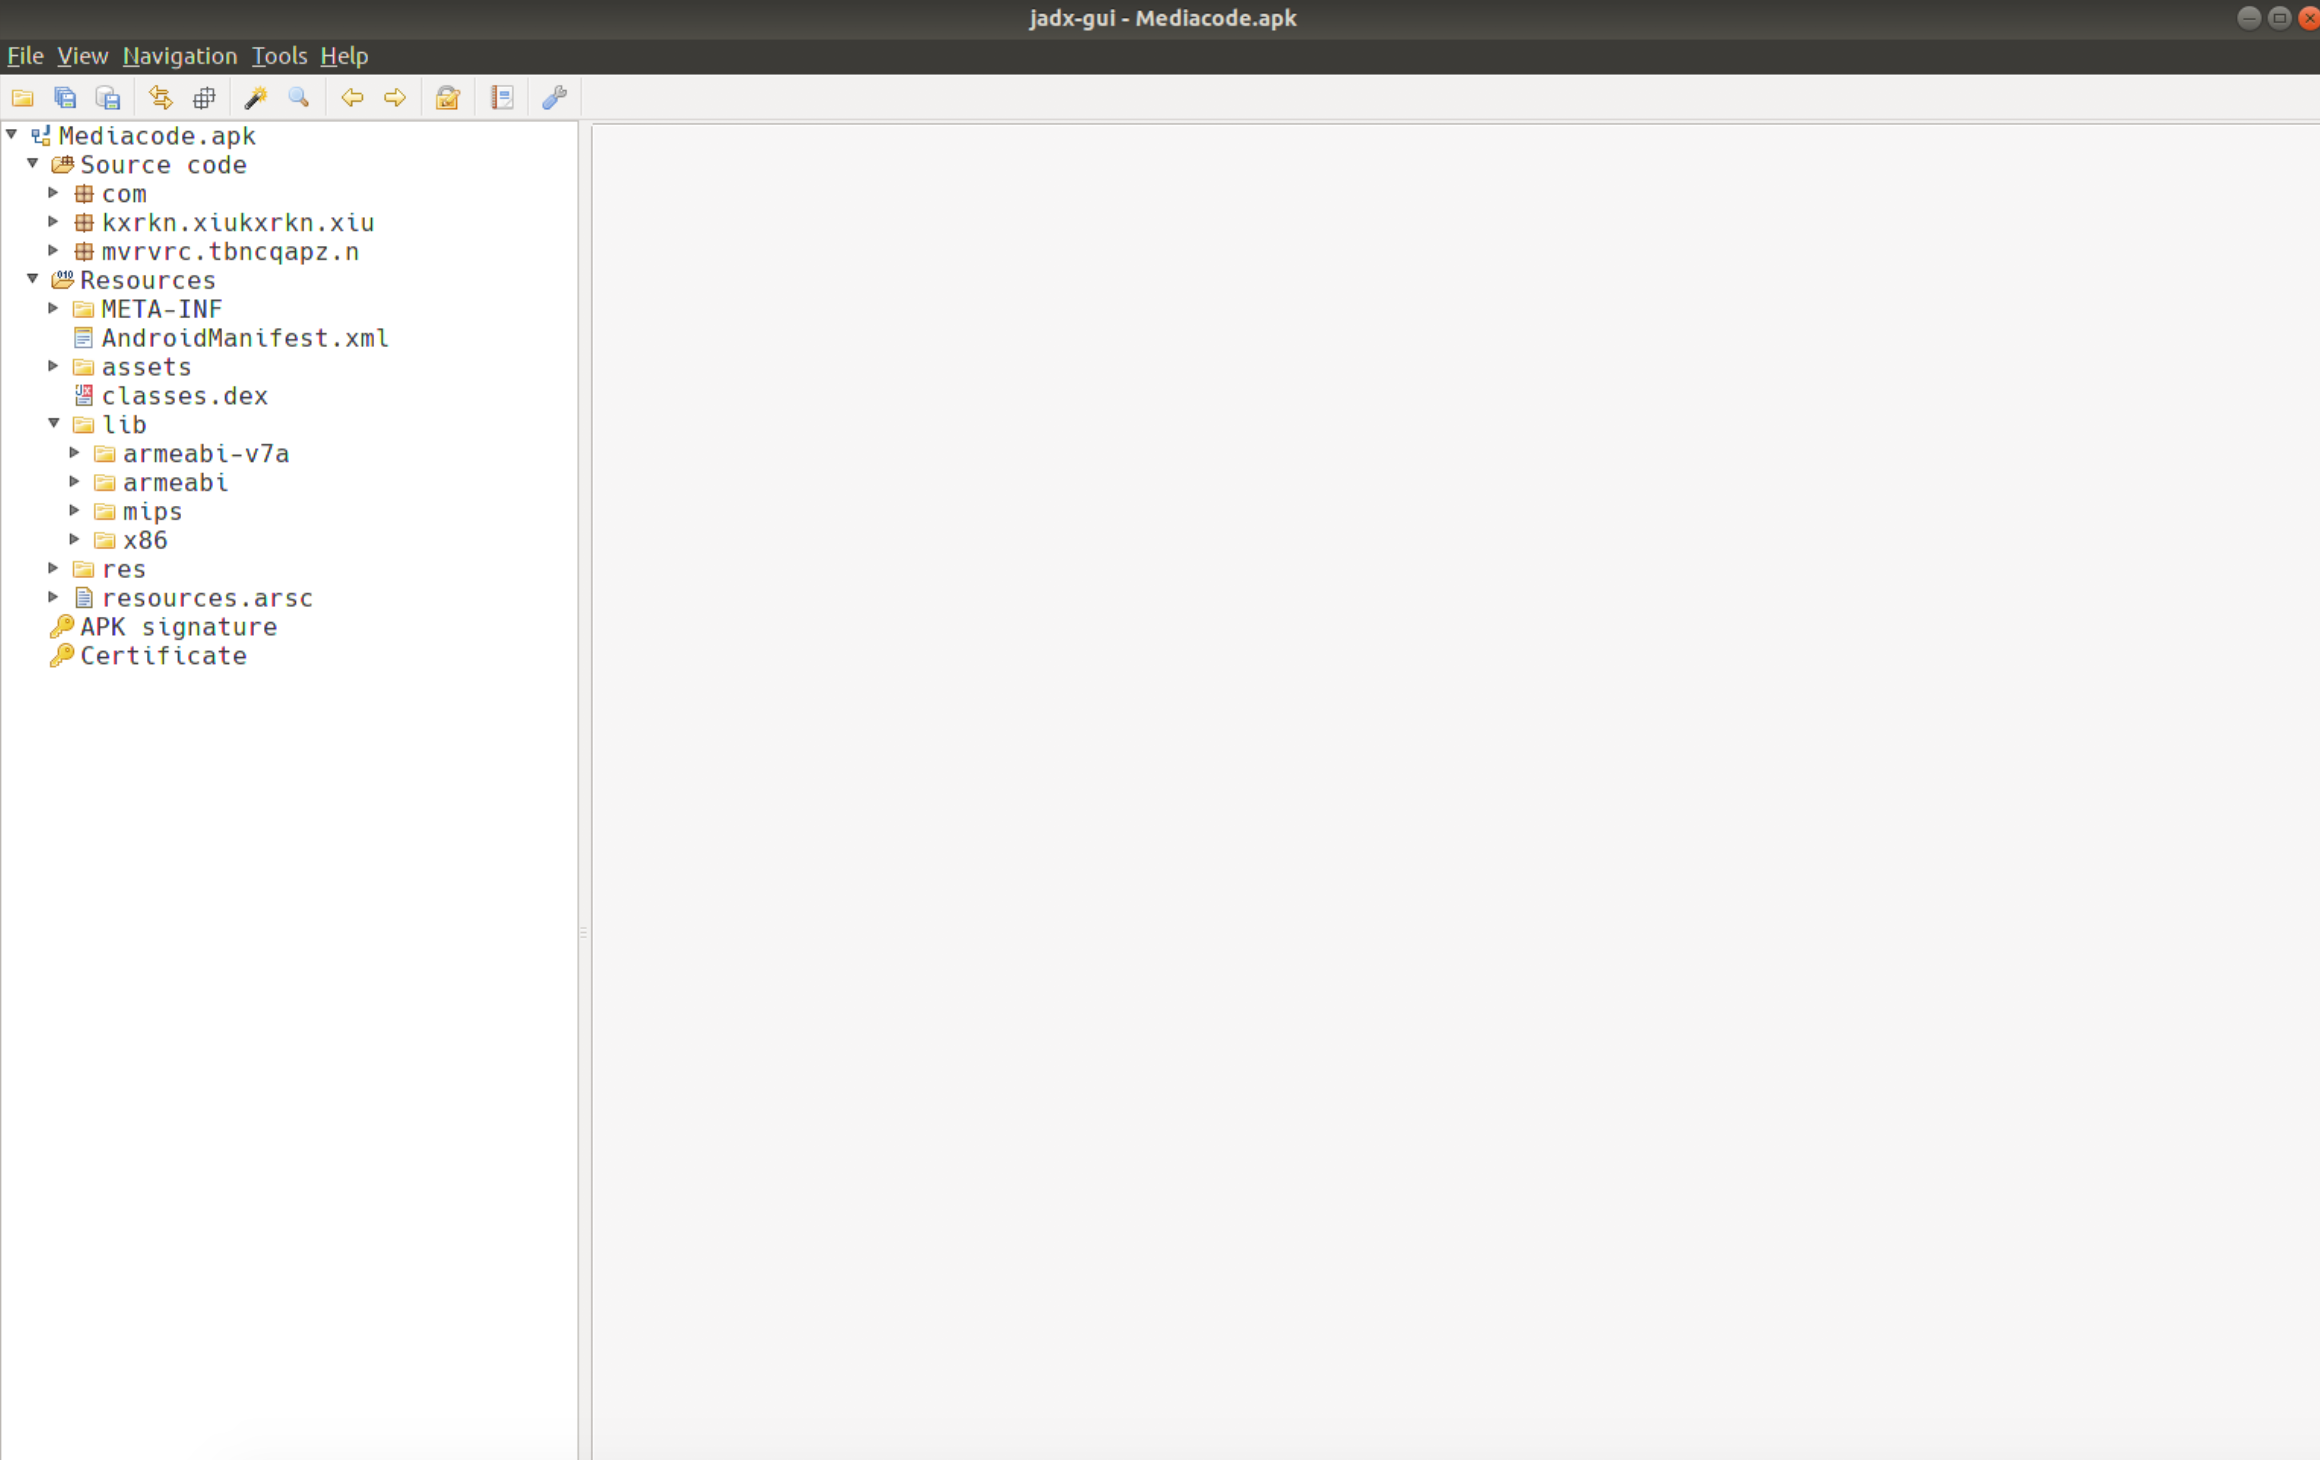 jadx-gui - Mediacode.apk
File View Navigation Tools Help
Mediacode.apk
Source code
com
kxrkn.xiukxrkn.xiu
mvrvrc.tbncqapz.n
Resources
META-INF
AndroidManifest.xml
assets
classes.dex
lib
armeabi-v7a
armeabi
mips
x86
res
resources.arsc
APK signature
Certificate